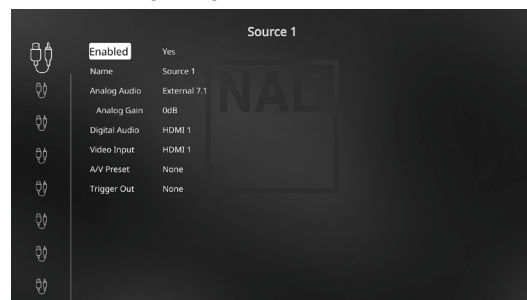 Source 1
Enabled Yes
Name Source 1
Analog Audio External 7.1
Analog Gain 0dB
Digital Audio HDMI 1
Video Input HDMI 1
A/V Preset None
Trigger Out None
NAD